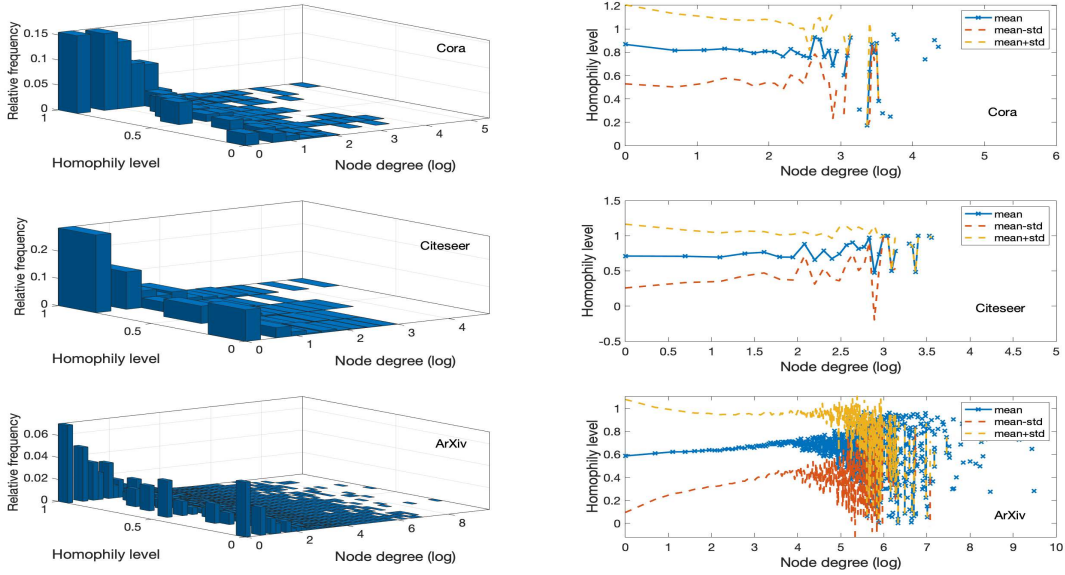 Relative frequency
0.15
0.1
0.05
0
1
0.5
0
0
1
2
3
4
5
Homophily level
Node degree (log)
Cora
Homophily level
1.2
1
0.8
0.6
0.4
0.2
0
0
1
2
3
4
5
6
Node degree (log)
mean
mean-std
mean+std
Cora
Relative frequency
0.2
0.1
0
1
0.5
0
0
1
2
3
4
Homophily level
Node degree (log)
Citeseer
Homophily level
1.5
1
0.5
0
-0.5
0
0.5
1
1.5
2
2.5
3
3.5
4
4.5
5
Node degree (log)
mean
mean-std
mean+std
Citeseer
Relative frequency
0.06
0.04
0.02
0
1
0.5
0
0
2
4
6
8
Homophily level
Node degree (log)
ArXiv
Homophily level
1
0.8
0.6
0.4
0.2
0
0
1
2
3
4
5
6
7
8
9
10
Node degree (log)
mean
mean-std
mean+std
ArXiv